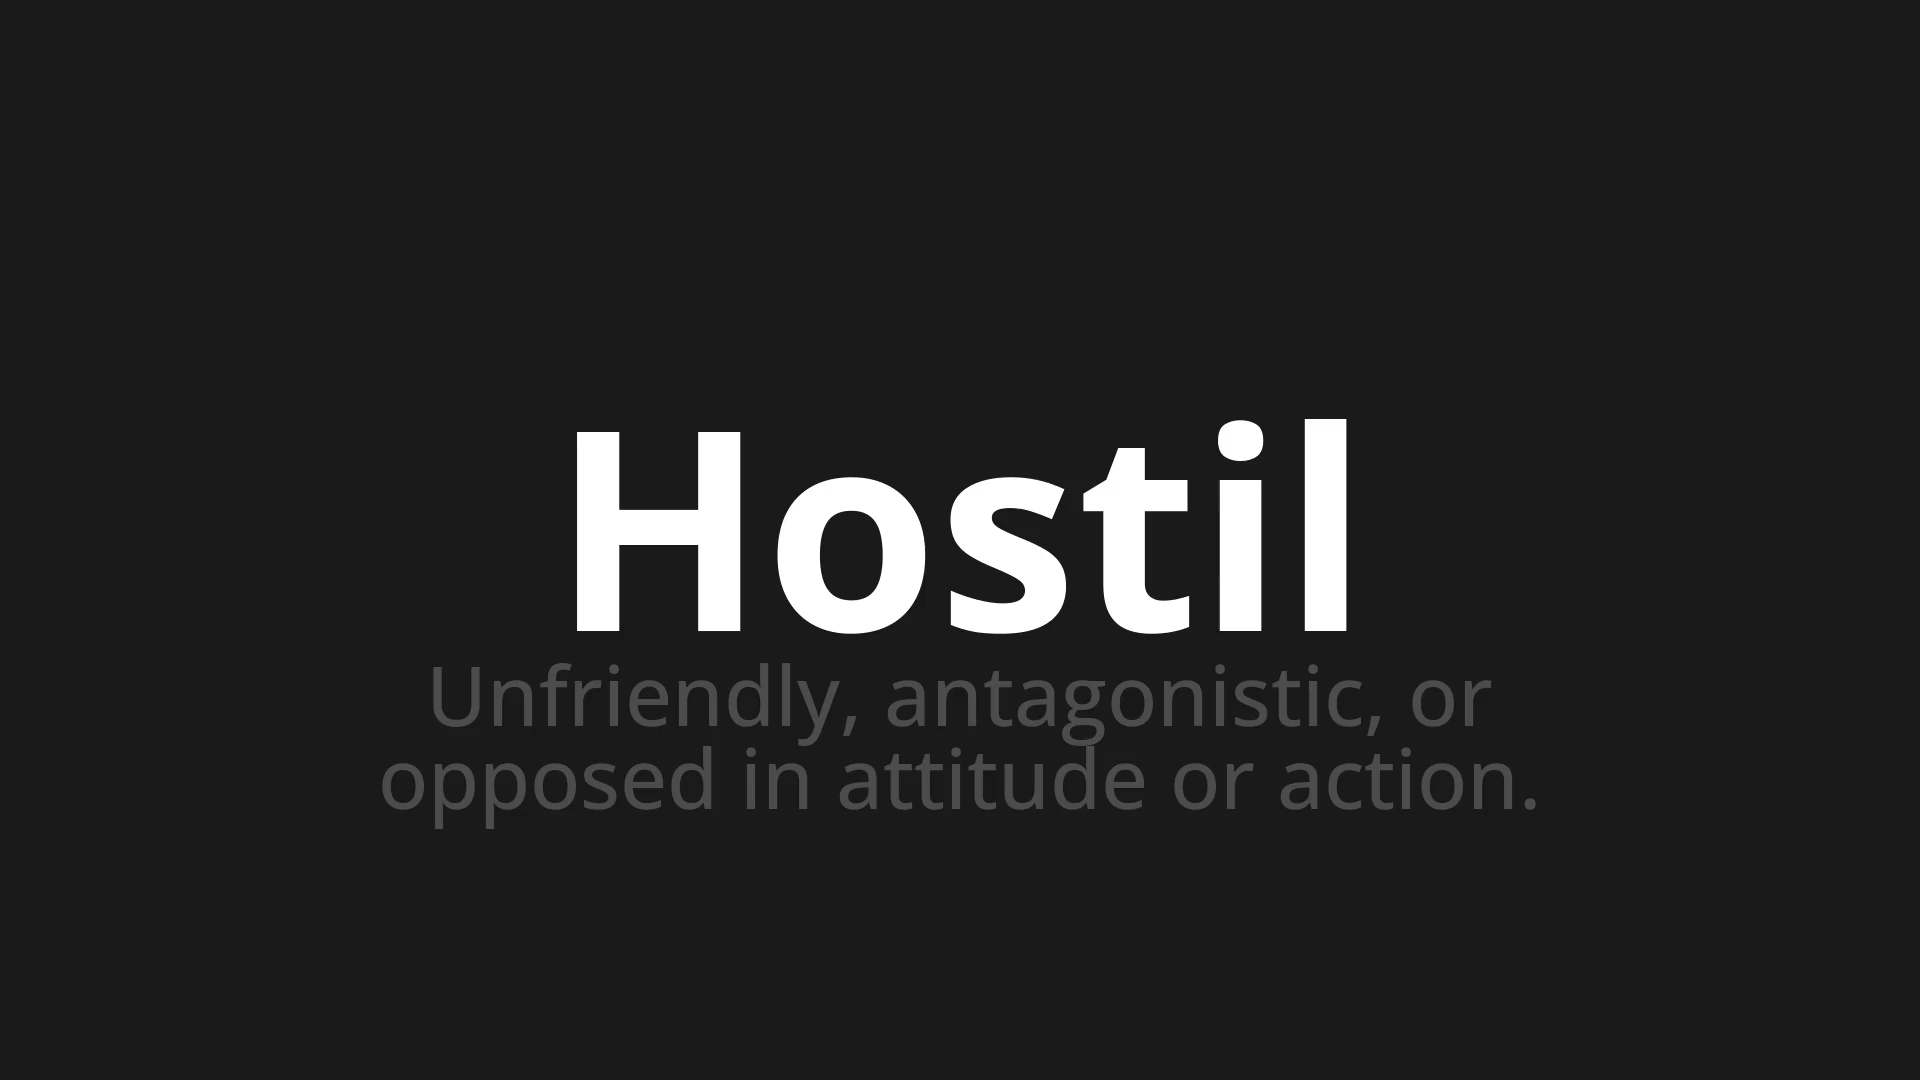 Hostil
Unfriendly, antagonistic, or
opposed in attitude or action.